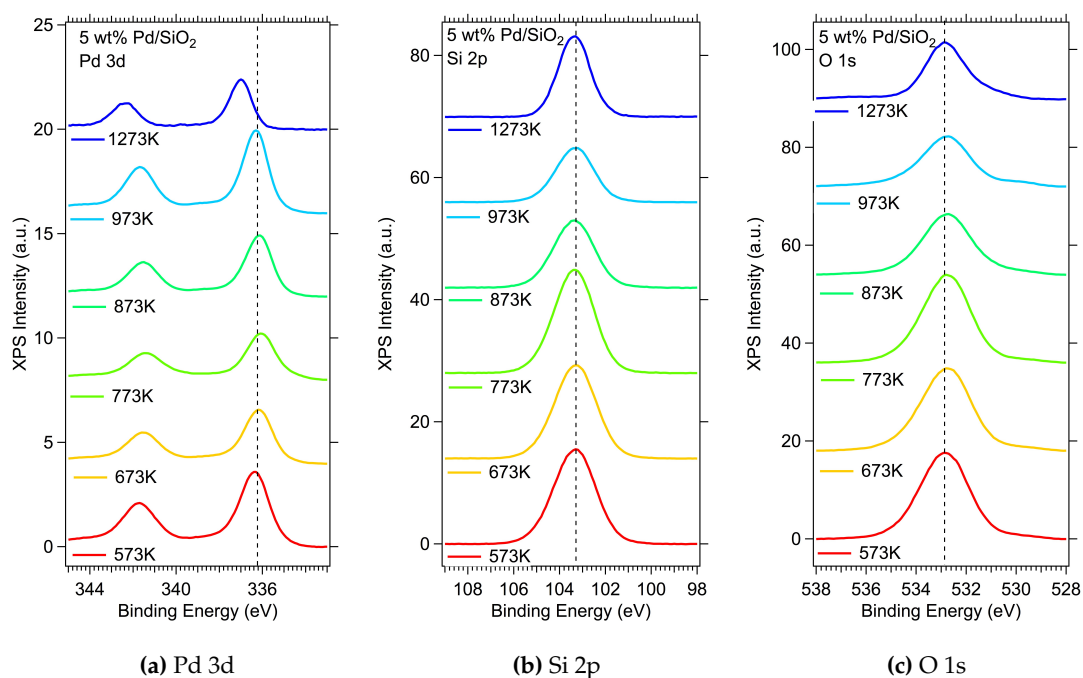 5 wt% Pd/SiO2
Pd 3d
XPS Intensity (a.u.)
25
20
15
10
5
0
1273K
973K
873K
773K
673K
573K
344
340
336
Binding Energy (eV)
(a) Pd 3d
5 wt% Pd/SiO2
Si 2p
XPS Intensity (a.u.)
80
60
40
20
0
1273K
973K
873K
773K
673K
573K
108
106
104
102
100
98
Binding Energy (eV)
(b) Si 2p
5 wt% Pd/SiO2
O 1s
XPS Intensity (a.u.)
100
80
60
40
20
0
1273K
973K
873K
773K
673K
573K
538
536
534
532
530
528
Binding Energy (eV)
(c) O 1s